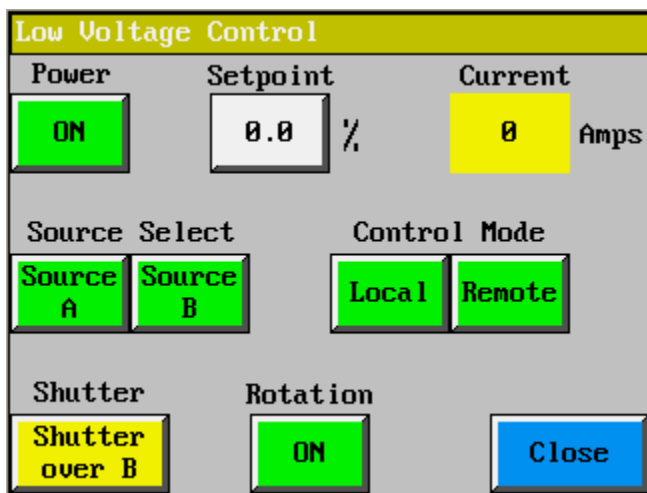 Low Voltage Control
Power Setpoint Current
ON 0.0 % 0 Amps
Source Select Control Mode
Source Source
A B
Local Remote
Shutter Rotation
Shutter
over B
ON Close